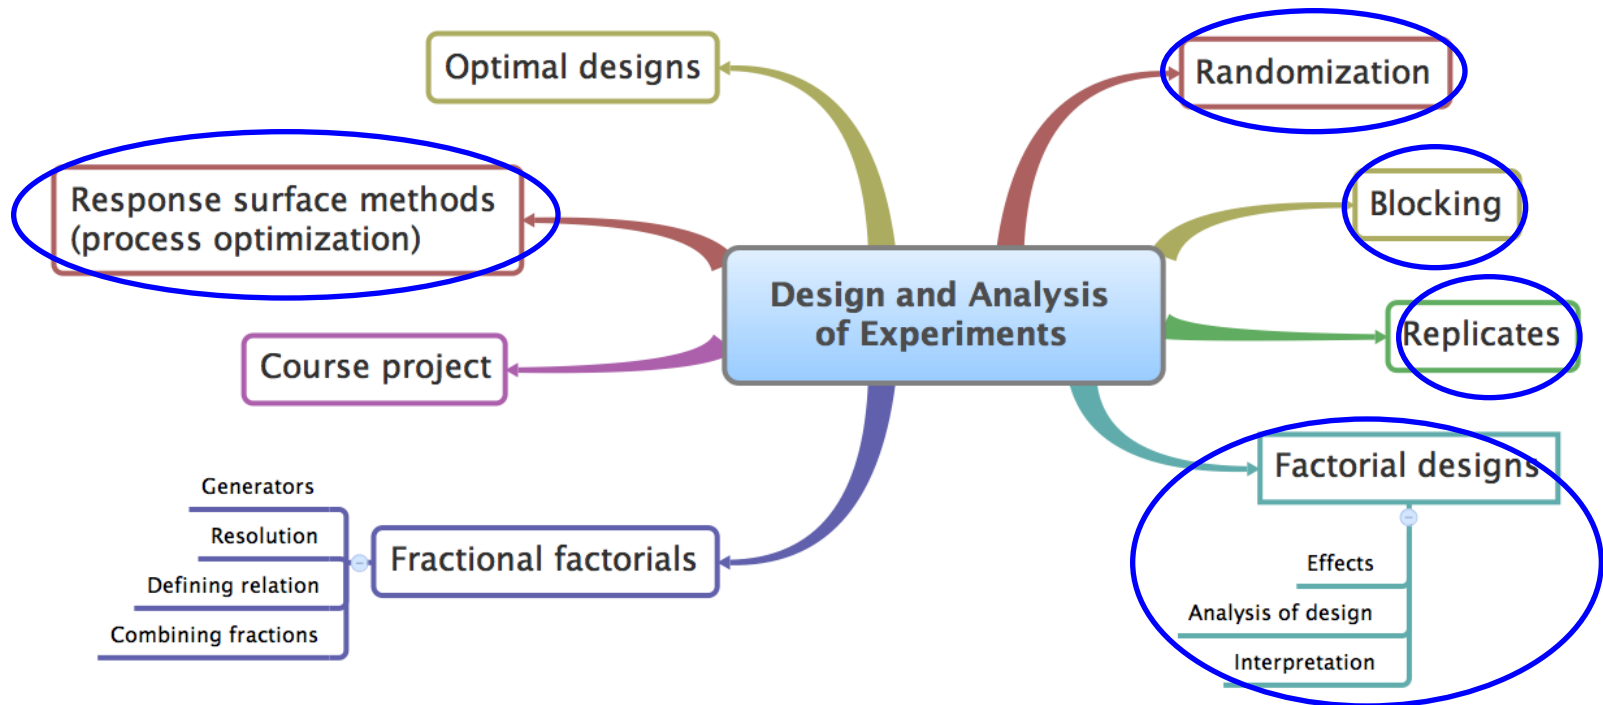 Optimal designs
Randomization
Response surface methods
(process optimization)
Blocking
Design and Analysis
of Experiments
Replicates
Course project
Factorial designs
Effects
Analysis of design
Interpretation
Fractional factorials
Generators
Resolution
Defining relation
Combining fractions